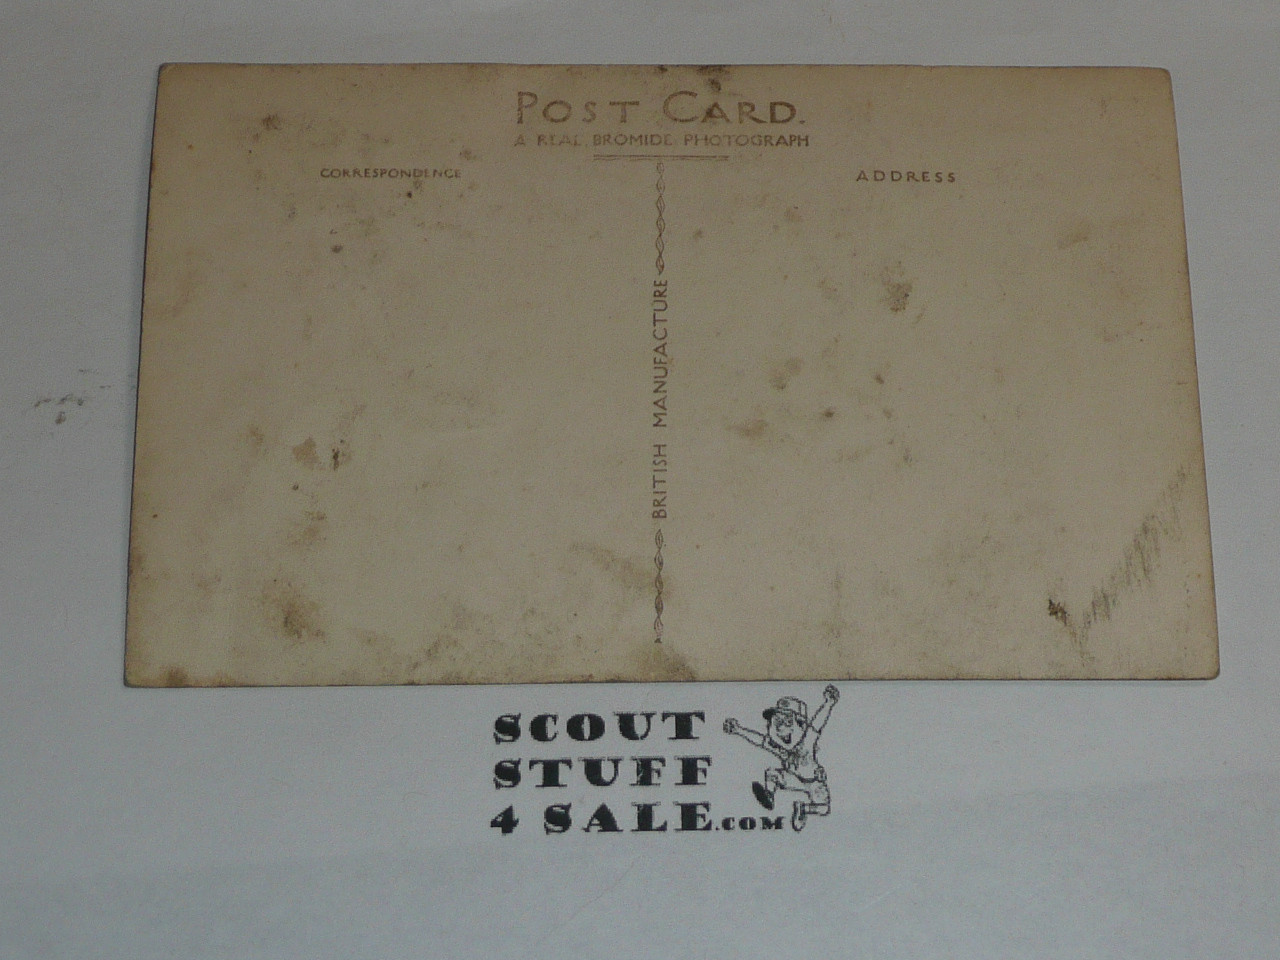 POST CARD.
A REAL BROMIDE PHOTOGRAPH
CORRESPONDENCE
ADDRESS
BRITISH MANUFACTURE
SCOUT
STUFF
4 SALE.COM